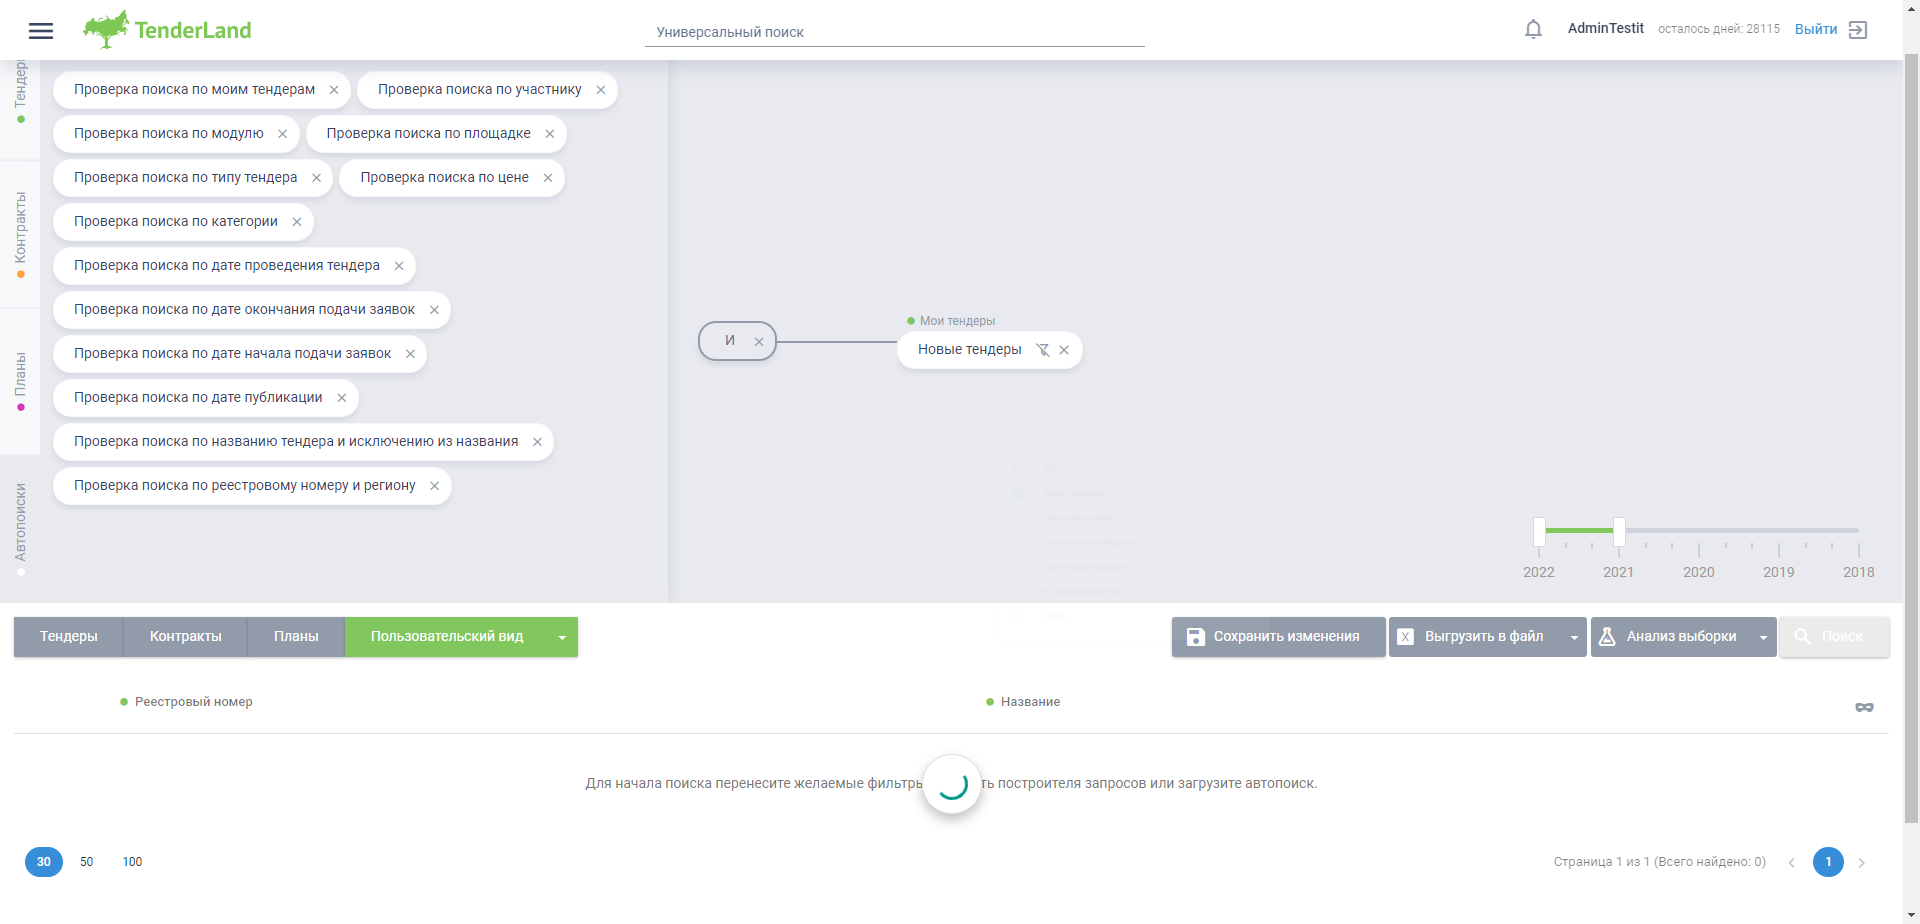 TenderLand
Универсальный поиск
AdminTestit
осталось дней: 28115
Выйти
Тендеры
Контракты
Планы
Автопоиски
Проверка поиска по моим тендерам
Проверка поиска по участнику
Проверка поиска по модулю
Проверка поиска по площадке
Проверка поиска по типу тендера
Проверка поиска по цене
Проверка поиска по категории
Проверка поиска по дате проведения тендера
Проверка поиска по дате окончания подачи заявок
Проверка поиска по дате начала подачи заявок
Проверка поиска по дате публикации
Проверка поиска по названию тендера и исключению из названия
Проверка поиска по реестровому номеру и региону
И
Мои тендеры
Новые тендеры
2022 2021 2020 2019 2018
Тендеры Контракты Планы Пользовательский вид
Сохранить изменения
X Выгрузить в файл
Анализ выборки
Поиск
Реестровый номер
Название
Для начала поиска перенесите желаемые построителя запросов или загрузите автопоиск.
30 50 100
Страница 1 из 1 (Всего найдено: 0)
1